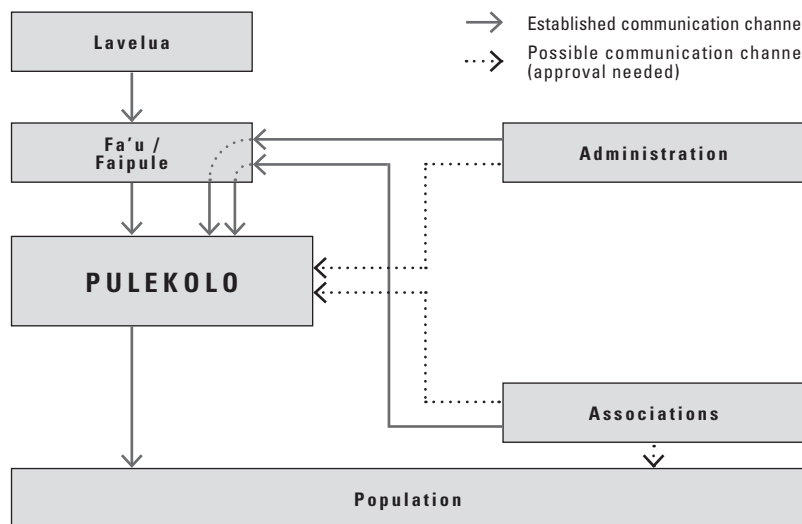 Lavelua
Established communication channe
Possible communication channe
(approval needed)
Fa'u /
Faipule
Administration
PULEKOLO
Associations
Population